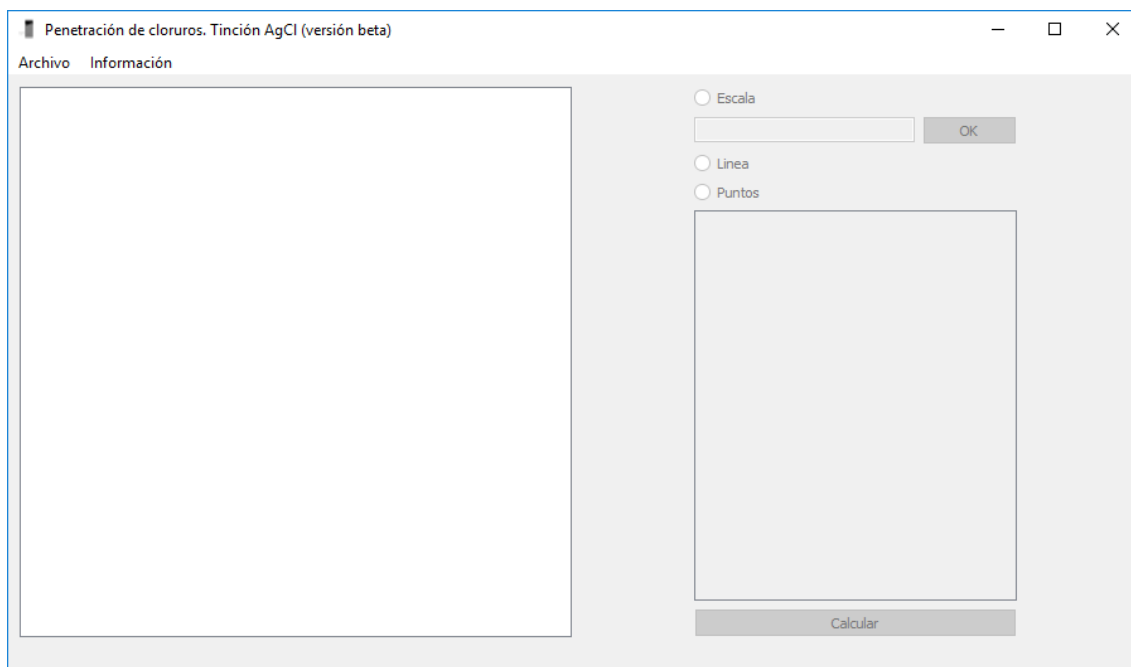 Penetración de cloruros. Tinción AgCl (versión beta)
Archivo Información
Escala
OK
Linea
Puntos
Calcular